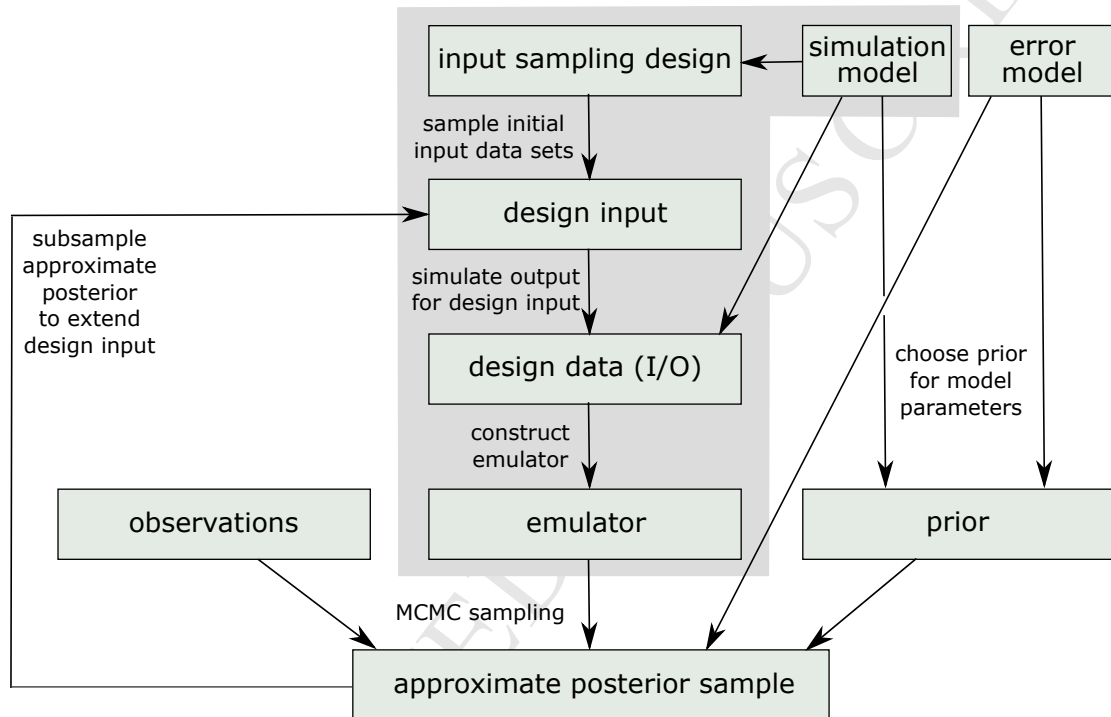 input sampling design
simulation
model
error
model
sample initial
input data sets
design input
subsample
approximate
posterior
to extend
design input
simulate output
for design input
design data (I/O)
choose prior
for model
parameters
construct
emulator
observations
emulator
prior
MCMC sampling
approximate posterior sample